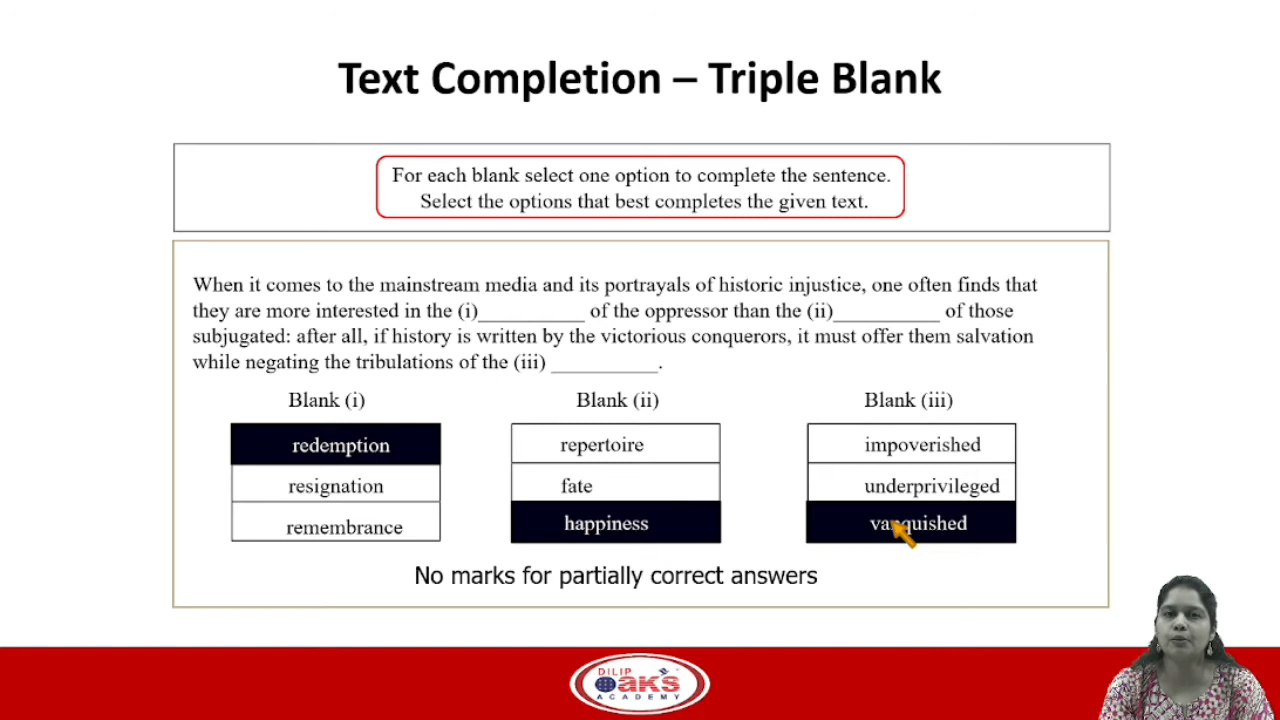 Text Completion – Triple Blank
For each blank select one option to complete the sentence.
Select the options that best completes the given text.
When it comes to the mainstream media and its portrayals of historic injustice, one often finds that
they are more interested in the (i)__________ of the oppressor than the (ii)__________ of those
subjugated: after all, if history is written by the victorious conquerors, it must offer them salvation
while negating the tribulations of the (iii) __________.
Blank (i) Blank (ii) Blank (iii)
redemption repertoire impoverished
resignation fate underprivileged
remembrance happiness vanquished
No marks for partially correct answers
DILIP
oaks
ACADEMY